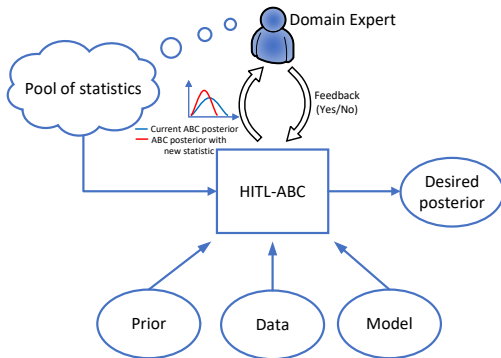 Domain Expert
Pool of statistics
Feedback
(Yes/No)
Current ABC posterior
ABC posterior with
new statistic
HITL-ABC
Desired
posterior
Prior
Data
Model